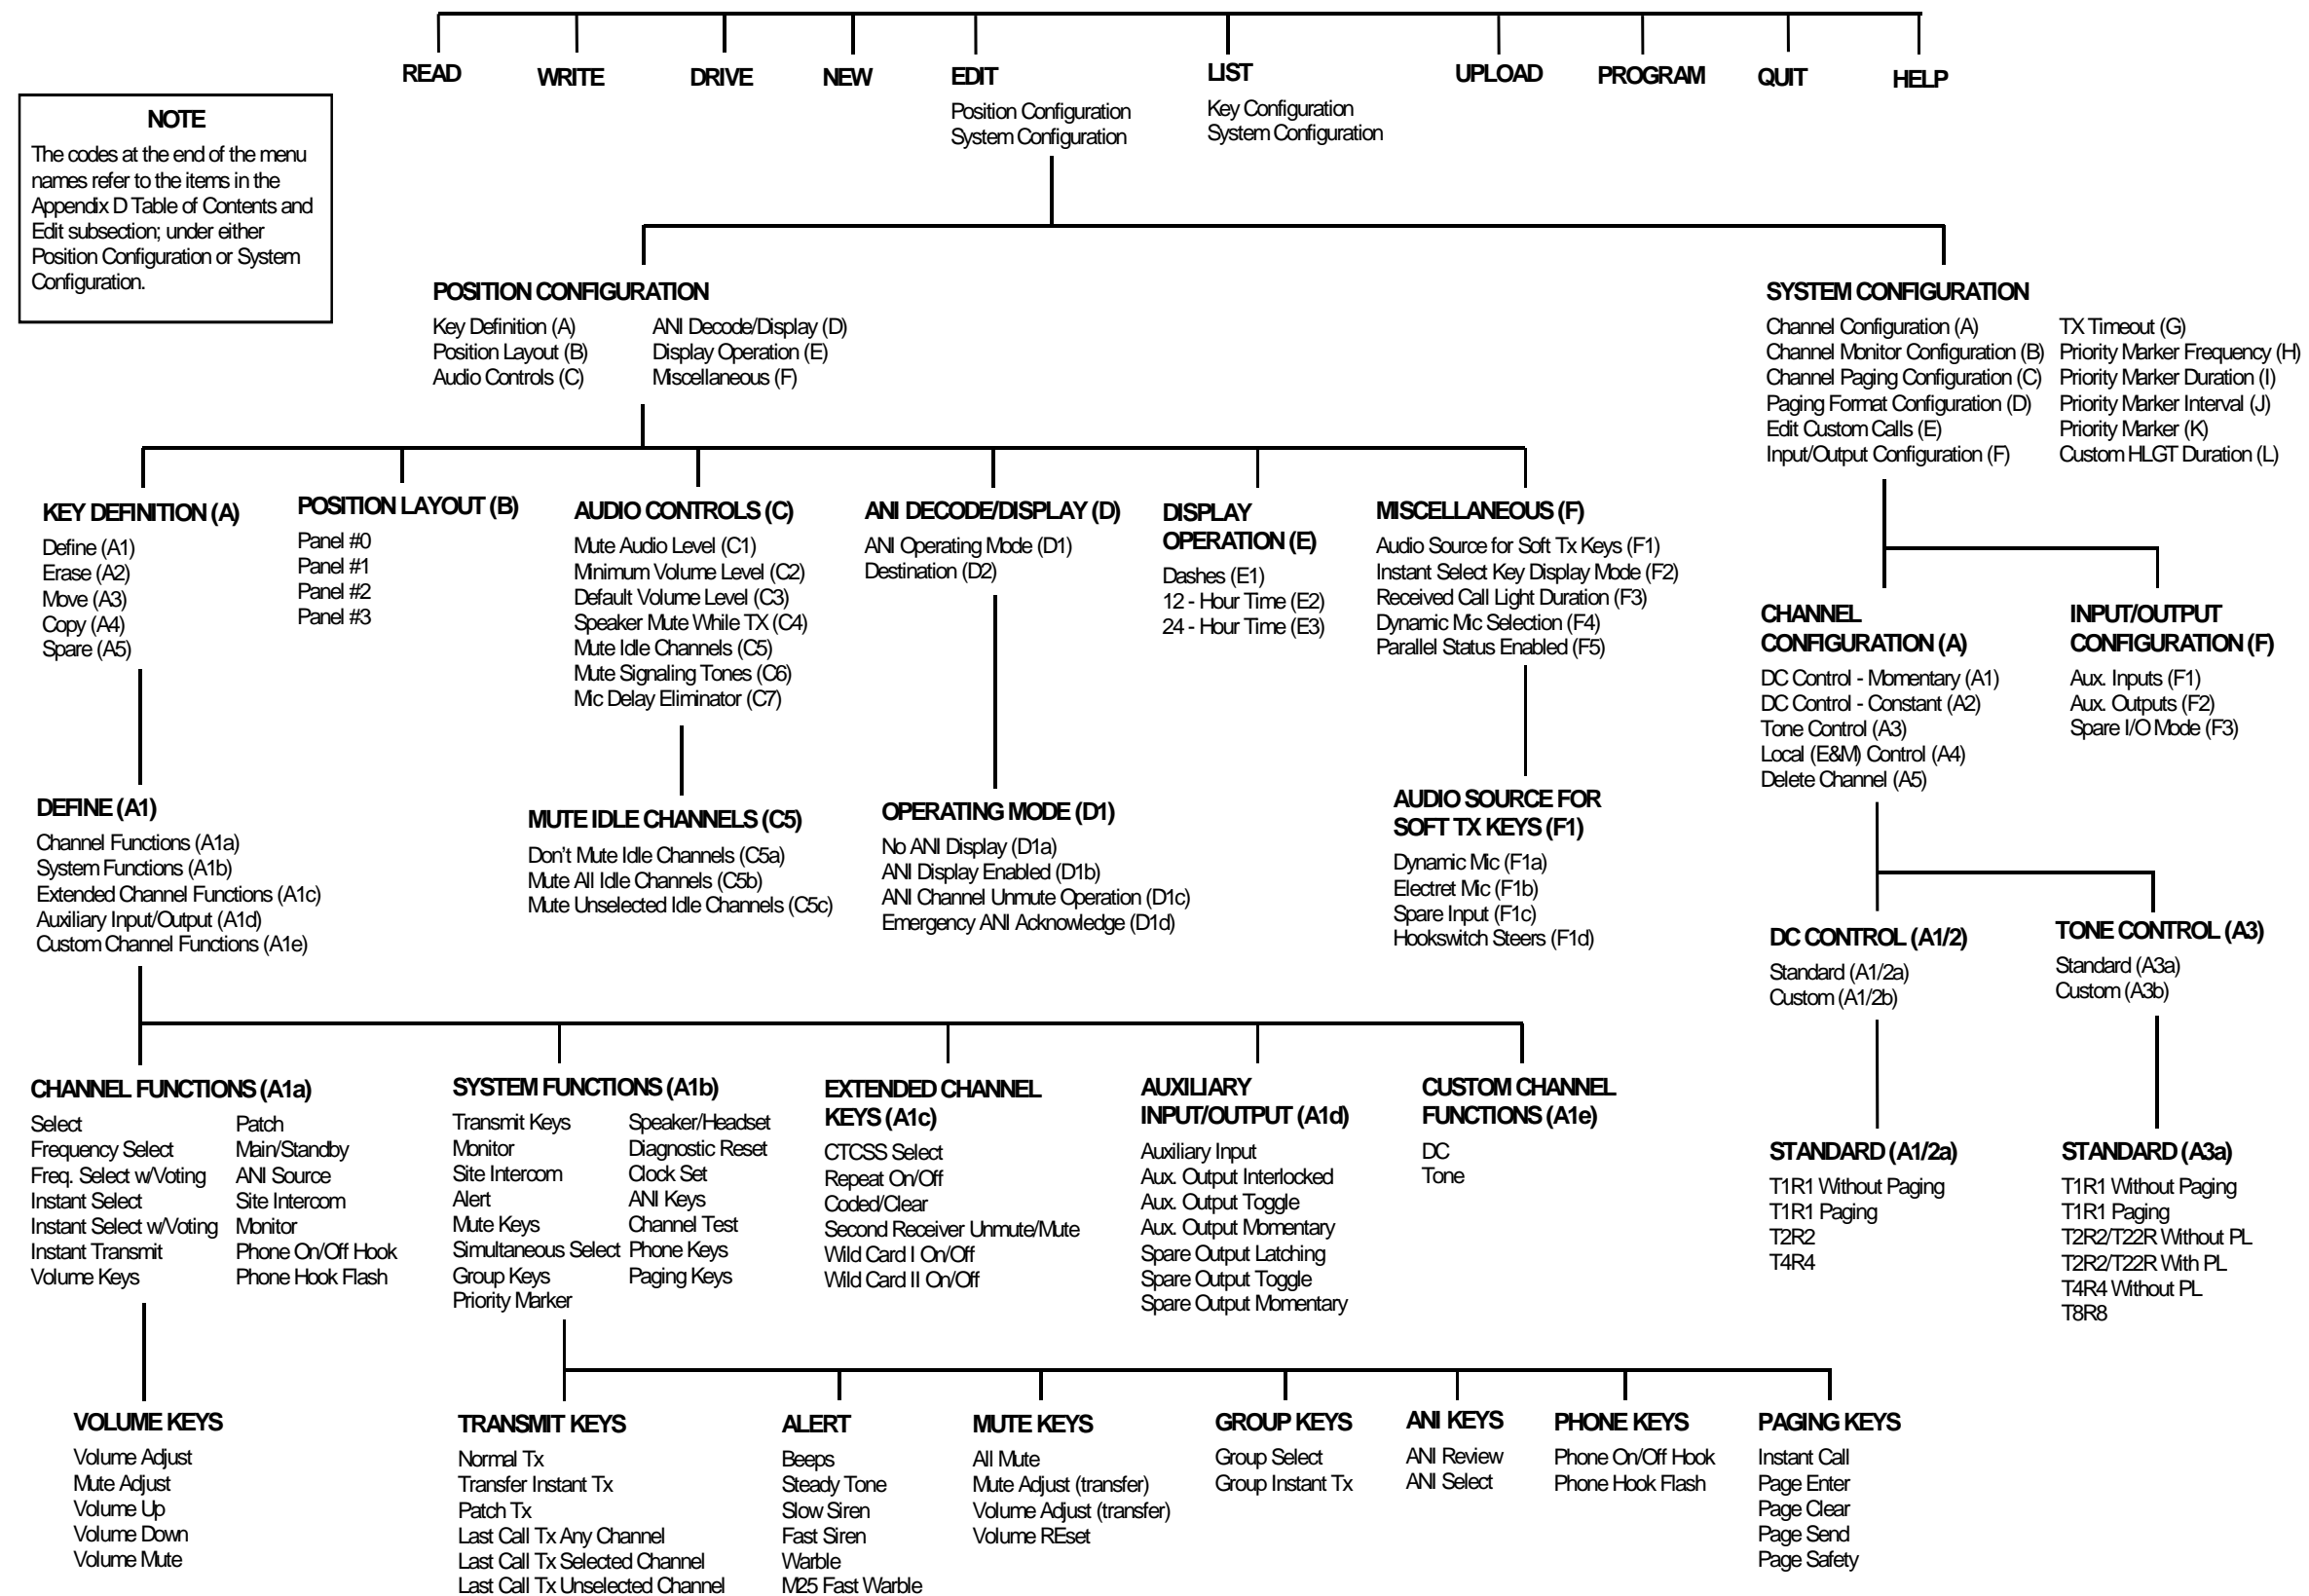 READ
WRITE
DRIVE
NEW
EDIT
Position Configuration
System Configuration
LIST
Key Configuration
System Configuration
UPLOAD
PROGRAM
QUIT
HELP
NOTE
The codes at the end of the menu
names refer to the items in the
Appendix D Table of Contents and
Edit subsection; under either
Position Configuration or System
Configuration.
POSITION CONFIGURATION
Key Definition (A)
Position Layout (B)
Audio Controls (C)
ANI Decode/Display (D)
Display Operation (E)
Miscellaneous (F)
SYSTEM CONFIGURATION
Channel Configuration (A)
Channel Monitor Configuration (B)
Channel Paging Configuration (C)
Paging Format Configuration (D)
Edit Custom Calls (E)
Input/Output Configuration (F)
TX Timeout (G)
Priority Marker Frequency (H)
Priority Marker Duration (I)
Priority Marker Interval (J)
Priority Marker (K)
Custom HLGT Duration (L)
KEY DEFINITION (A)
Define (A1)
Erase (A2)
Move (A3)
Copy (A4)
Spare (A5)
POSITION LAYOUT (B)
Panel #0
Panel #1
Panel #2
Panel #3
AUDIO CONTROLS (C)
Mute Audio Level (C1)
Minimum Volume Level (C2)
Default Volume Level (C3)
Speaker Mute While TX (C4)
Mute Idle Channels (C5)
Mute Signaling Tones (C6)
Mic Delay Eliminator (C7)
ANI DECODE/DISPLAY (D)
ANI Operating Mode (D1)
Destination (D2)
DISPLAY
OPERATION (E)
Dashes (E1)
12 - Hour Time (E2)
24 - Hour Time (E3)
MISCELLANEOUS (F)
Audio Source for Soft Tx Keys (F1)
Instant Select Key Display Mode (F2)
Received Call Light Duration (F3)
Dynamic Mic Selection (F4)
Parallel Status Enabled (F5)
CHANNEL
CONFIGURATION (A)
DC Control - Momentary (A1)
DC Control - Constant (A2)
Tone Control (A3)
Local (E&M) Control (A4)
Delete Channel (A5)
INPUT/OUTPUT
CONFIGURATION (F)
Aux. Inputs (F1)
Aux. Outputs (F2)
Spare I/O Mode (F3)
DEFINE (A1)
Channel Functions (A1a)
System Functions (A1b)
Extended Channel Functions (A1c)
Auxiliary Input/Output (A1d)
Custom Channel Functions (A1e)
MUTE IDLE CHANNELS (C5)
Don't Mute Idle Channels (C5a)
Mute All Idle Channels (C5b)
Mute Unselected Idle Channels (C5c)
OPERATING MODE (D1)
No ANI Display (D1a)
ANI Display Enabled (D1b)
ANI Channel Unmute Operation (D1c)
Emergency ANI Acknowledge (D1d)
AUDIO SOURCE FOR
SOFT TX KEYS (F1)
Dynamic Mic (F1a)
Electret Mic (F1b)
Spare Input (F1c)
Hookswitch Steers (F1d)
DC CONTROL (A1/2)
Standard (A1/2a)
Custom (A1/2b)
TONE CONTROL (A3)
Standard (A3a)
Custom (A3b)
CHANNEL FUNCTIONS (A1a)
Select
Frequency Select
Freq. Select w/Voting
Instant Select
Instant Select w/Voting
Instant Transmit
Volume Keys
Patch
Main/Standby
ANI Source
Site Intercom
Monitor
Phone On/Off Hook
Phone Hook Flash
SYSTEM FUNCTIONS (A1b)
Transmit Keys
Monitor
Site Intercom
Alert
Mute Keys
Simultaneous Select
Group Keys
Priority Marker
Speaker/Headset
Diagnostic Reset
Clock Set
ANI Keys
Channel Test
Phone Keys
Paging Keys
EXTENDED CHANNEL
KEYS (A1c)
CTCSS Select
Repeat On/Off
Coded/Clear
Second Receiver Unmute/Mute
Wild Card I On/Off
Wild Card II On/Off
AUXILIARY
INPUT/OUTPUT (A1d)
Auxiliary Input
Aux. Output Interlocked
Aux. Output Toggle
Aux. Output Momentary
Spare Output Latching
Spare Output Toggle
Spare Output Momentary
CUSTOM CHANNEL
FUNCTIONS (A1e)
DC
Tone
STANDARD (A1/2a)
T1R1 Without Paging
T1R1 Paging
T2R2
T4R4
STANDARD (A3a)
T1R1 Without Paging
T1R1 Paging
T2R2/T22R Without PL
T2R2/T22R With PL
T4R4 Without PL
T8R8
VOLUME KEYS
Volume Adjust
Mute Adjust
Volume Up
Volume Down
Volume Mute
TRANSMIT KEYS
Normal Tx
Transfer Instant Tx
Patch Tx
Last Call Tx Any Channel
Last Call Tx Selected Channel
Last Call Tx Unselected Channel
ALERT
Beeps
Steady Tone
Slow Siren
Fast Siren
Warble
M25 Fast Warble
MUTE KEYS
All Mute
Mute Adjust (transfer)
Volume Adjust (transfer)
Volume REset
GROUP KEYS
Group Select
Group Instant Tx
ANI KEYS
ANI Review
ANI Select
PHONE KEYS
Phone On/Off Hook
Phone Hook Flash
PAGING KEYS
Instant Call
Page Enter
Page Clear
Page Send
Page Safety